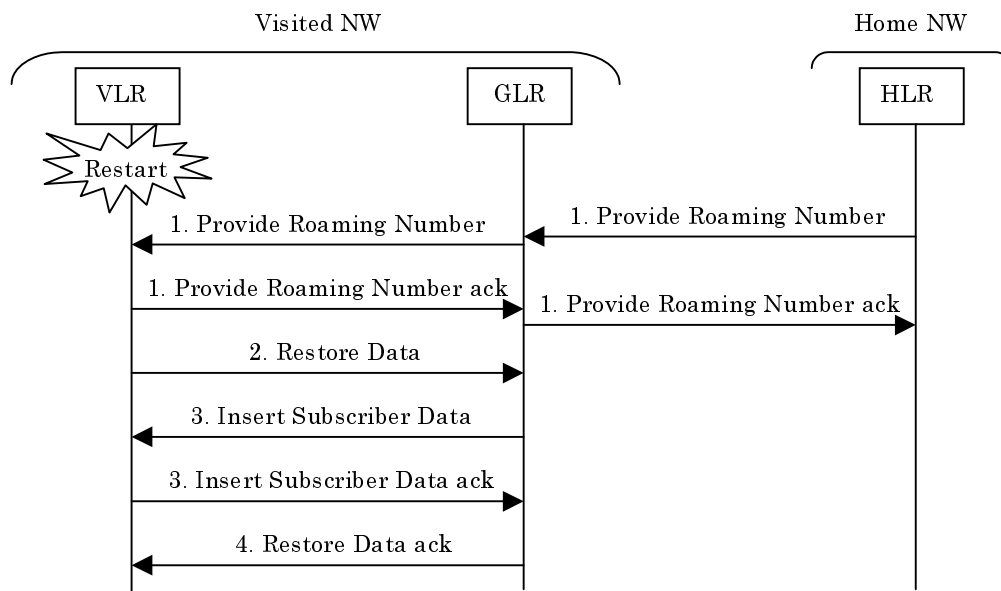 Visited NW
Home NW
VLR
GLR
HLR
Restart
1. Provide Roaming Number
1. Provide Roaming Number
1. Provide Roaming Number ack
1. Provide Roaming Number ack
2. Restore Data
3. Insert Subscriber Data
3. Insert Subscriber Data ack
4. Restore Data ack